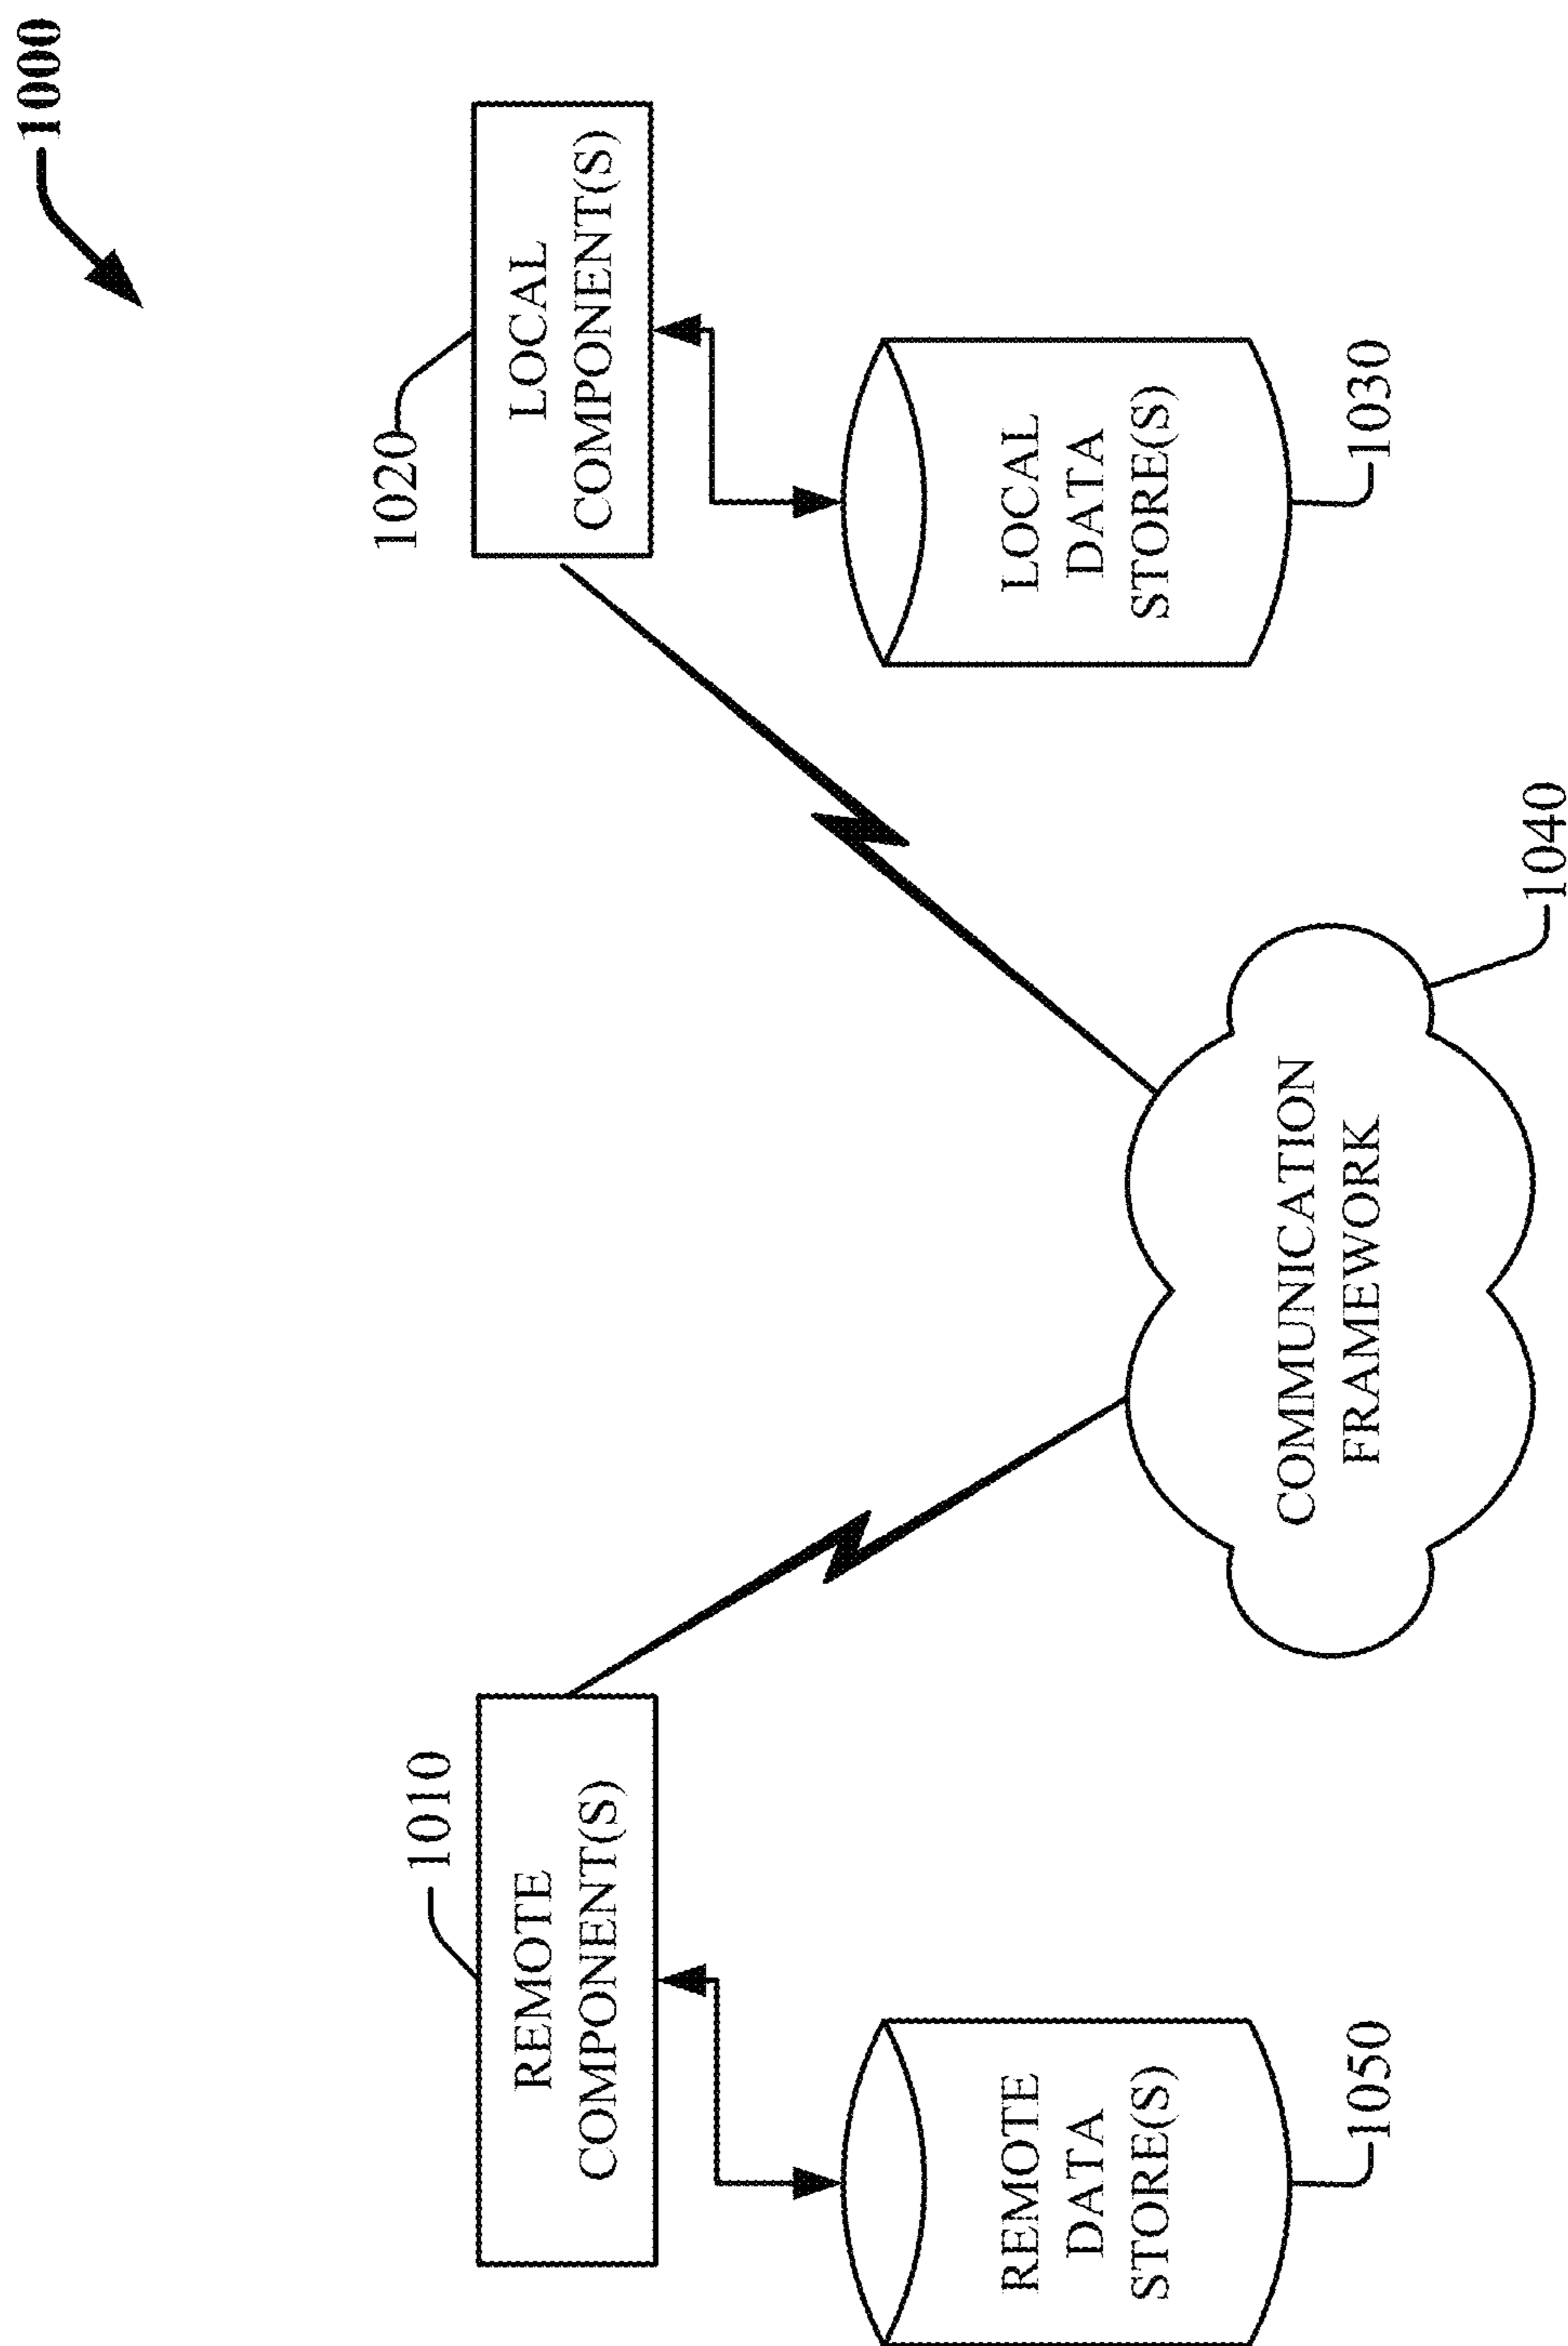 1000
1010
REMOTE
COMPONENT(S)
1020
LOCAL
COMPONENT(S)
REMOTE
DATA
STORE(S)
1050
COMMUNICATION
FRAMEWORK
1040
LOCAL
DATA
STORE(S)
1030